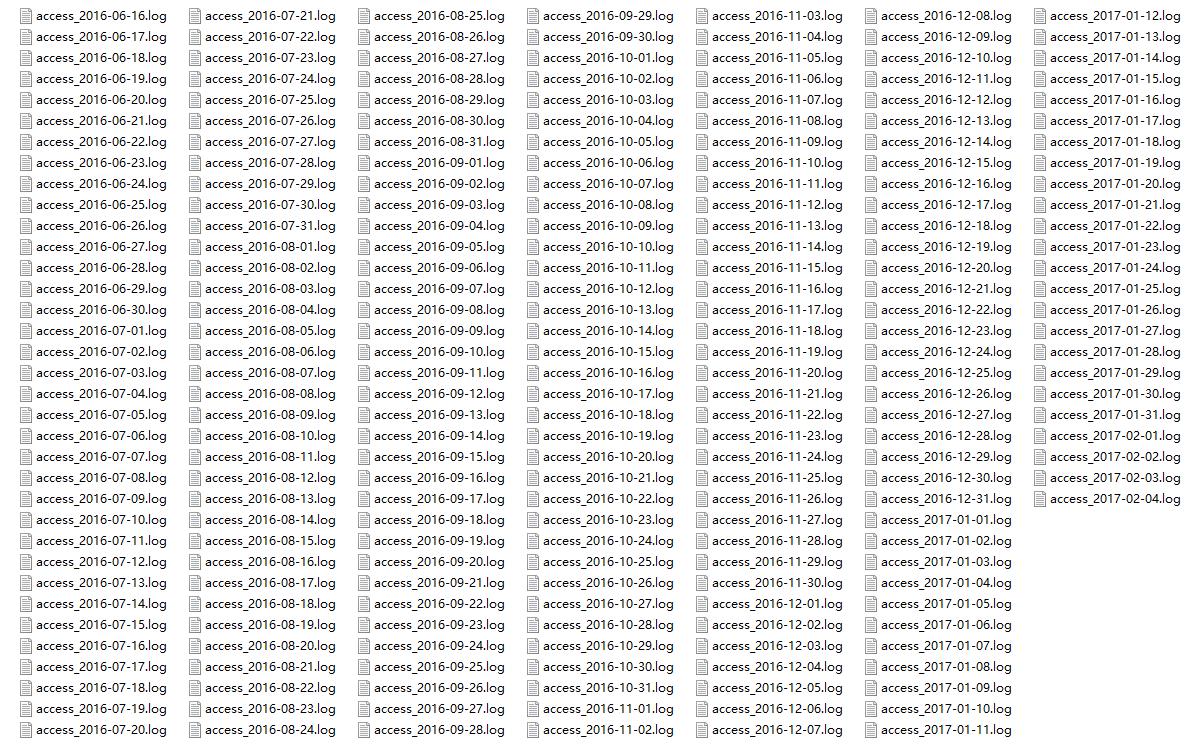 access_2016-06-16.log
access_2016-06-17.log
access_2016-06-18.log
access_2016-06-19.log
access_2016-06-20.log
access_2016-06-21.log
access_2016-06-22.log
access_2016-06-23.log
access_2016-06-24.log
access_2016-06-25.log
access_2016-06-26.log
access_2016-06-27.log
access_2016-06-28.log
access_2016-06-29.log
access_2016-06-30.log
access_2016-07-01.log
access_2016-07-02.log
access_2016-07-03.log
access_2016-07-04.log
access_2016-07-05.log
access_2016-07-06.log
access_2016-07-07.log
access_2016-07-08.log
access_2016-07-09.log
access_2016-07-10.log
access_2016-07-11.log
access_2016-07-12.log
access_2016-07-13.log
access_2016-07-14.log
access_2016-07-15.log
access_2016-07-16.log
access_2016-07-17.log
access_2016-07-18.log
access_2016-07-19.log
access_2016-07-20.log
access_2016-07-21.log
access_2016-07-22.log
access_2016-07-23.log
access_2016-07-24.log
access_2016-07-25.log
access_2016-07-26.log
access_2016-07-27.log
access_2016-07-28.log
access_2016-07-29.log
access_2016-07-30.log
access_2016-07-31.log
access_2016-08-01.log
access_2016-08-02.log
access_2016-08-03.log
access_2016-08-04.log
access_2016-08-05.log
access_2016-08-06.log
access_2016-08-07.log
access_2016-08-08.log
access_2016-08-09.log
access_2016-08-10.log
access_2016-08-11.log
access_2016-08-12.log
access_2016-08-13.log
access_2016-08-14.log
access_2016-08-15.log
access_2016-08-16.log
access_2016-08-17.log
access_2016-08-18.log
access_2016-08-19.log
access_2016-08-20.log
access_2016-08-21.log
access_2016-08-22.log
access_2016-08-23.log
access_2016-08-24.log
access_2016-08-25.log
access_2016-08-26.log
access_2016-08-27.log
access_2016-08-28.log
access_2016-08-29.log
access_2016-08-30.log
access_2016-08-31.log
access_2016-09-01.log
access_2016-09-02.log
access_2016-09-03.log
access_2016-09-04.log
access_2016-09-05.log
access_2016-09-06.log
access_2016-09-07.log
access_2016-09-08.log
access_2016-09-09.log
access_2016-09-10.log
access_2016-09-11.log
access_2016-09-12.log
access_2016-09-13.log
access_2016-09-14.log
access_2016-09-15.log
access_2016-09-16.log
access_2016-09-17.log
access_2016-09-18.log
access_2016-09-19.log
access_2016-09-20.log
access_2016-09-21.log
access_2016-09-22.log
access_2016-09-23.log
access_2016-09-24.log
access_2016-09-25.log
access_2016-09-26.log
access_2016-09-27.log
access_2016-09-28.log
access_2016-09-29.log
access_2016-09-30.log
access_2016-10-01.log
access_2016-10-02.log
access_2016-10-03.log
access_2016-10-04.log
access_2016-10-05.log
access_2016-10-06.log
access_2016-10-07.log
access_2016-10-08.log
access_2016-10-09.log
access_2016-10-10.log
access_2016-10-11.log
access_2016-10-12.log
access_2016-10-13.log
access_2016-10-14.log
access_2016-10-15.log
access_2016-10-16.log
access_2016-10-17.log
access_2016-10-18.log
access_2016-10-19.log
access_2016-10-20.log
access_2016-10-21.log
access_2016-10-22.log
access_2016-10-23.log
access_2016-10-24.log
access_2016-10-25.log
access_2016-10-26.log
access_2016-10-27.log
access_2016-10-28.log
access_2016-10-29.log
access_2016-10-30.log
access_2016-10-31.log
access_2016-11-01.log
access_2016-11-02.log
access_2016-11-03.log
access_2016-11-04.log
access_2016-11-05.log
access_2016-11-06.log
access_2016-11-07.log
access_2016-11-08.log
access_2016-11-09.log
access_2016-11-10.log
access_2016-11-11.log
access_2016-11-12.log
access_2016-11-13.log
access_2016-11-14.log
access_2016-11-15.log
access_2016-11-16.log
access_2016-11-17.log
access_2016-11-18.log
access_2016-11-19.log
access_2016-11-20.log
access_2016-11-21.log
access_2016-11-22.log
access_2016-11-23.log
access_2016-11-24.log
access_2016-11-25.log
access_2016-11-26.log
access_2016-11-27.log
access_2016-11-28.log
access_2016-11-29.log
access_2016-11-30.log
access_2016-12-01.log
access_2016-12-02.log
access_2016-12-03.log
access_2016-12-04.log
access_2016-12-05.log
access_2016-12-06.log
access_2016-12-07.log
access_2016-12-08.log
access_2016-12-09.log
access_2016-12-10.log
access_2016-12-11.log
access_2016-12-12.log
access_2016-12-13.log
access_2016-12-14.log
access_2016-12-15.log
access_2016-12-16.log
access_2016-12-17.log
access_2016-12-18.log
access_2016-12-19.log
access_2016-12-20.log
access_2016-12-21.log
access_2016-12-22.log
access_2016-12-23.log
access_2016-12-24.log
access_2016-12-25.log
access_2016-12-26.log
access_2016-12-27.log
access_2016-12-28.log
access_2016-12-29.log
access_2016-12-30.log
access_2016-12-31.log
access_2017-01-01.log
access_2017-01-02.log
access_2017-01-03.log
access_2017-01-04.log
access_2017-01-05.log
access_2017-01-06.log
access_2017-01-07.log
access_2017-01-08.log
access_2017-01-09.log
access_2017-01-10.log
access_2017-01-11.log
access_2017-01-12.log
access_2017-01-13.log
access_2017-01-14.log
access_2017-01-15.log
access_2017-01-16.log
access_2017-01-17.log
access_2017-01-18.log
access_2017-01-19.log
access_2017-01-20.log
access_2017-01-21.log
access_2017-01-22.log
access_2017-01-23.log
access_2017-01-24.log
access_2017-01-25.log
access_2017-01-26.log
access_2017-01-27.log
access_2017-01-28.log
access_2017-01-29.log
access_2017-01-30.log
access_2017-01-31.log
access_2017-02-01.log
access_2017-02-02.log
access_2017-02-03.log
access_2017-02-04.log